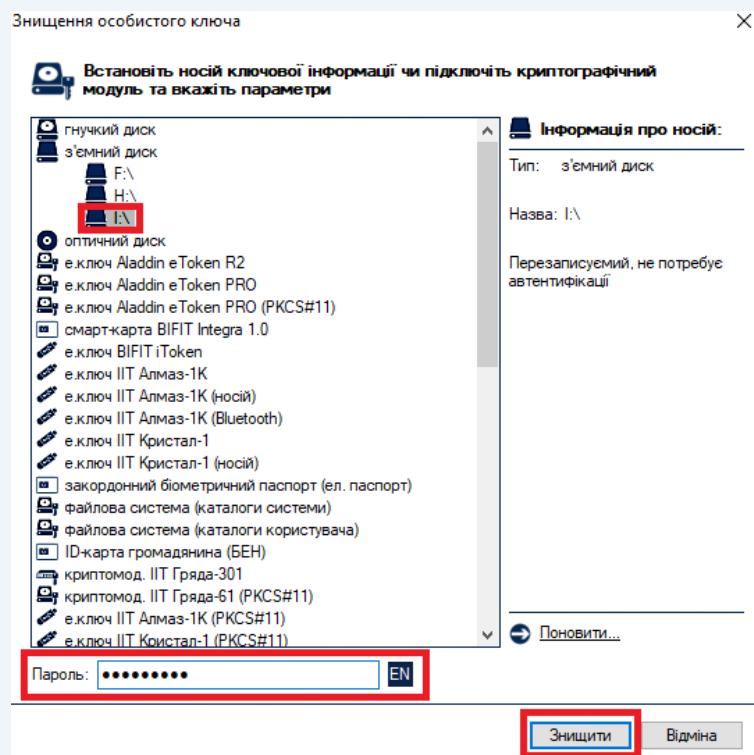 Знищення особистого ключа
Встановіть носій ключової інформації чи підключіть криптографічний
модуль та вкажіть параметри
гнучкий диск
з'ємний диск
F:\
H:\
I:\
оптичний диск
е.ключ Aladdin eToken R2
е.ключ Aladdin eToken PRO
е.ключ Aladdin eToken PRO (PKCS#11)
смарт-карта BIFIT Integra 1.0
е.ключ BIFIT iToken
е.ключ ІІТ Алмаз-1К
е.ключ ІІТ Алмаз-1К (носій)
е.ключ ІІТ Алмаз-1К (Bluetooth)
е.ключ ІІТ Кристал-1
е.ключ ІІТ Кристал-1 (носій)
закордонний біометричний паспорт (ел. паспорт)
файлова система (каталоги системи)
файлова система (каталоги користувача)
ID-карта громадянина (БЕН)
криптомод. ІІТ Гряда-301
криптомод. ІІТ Гряда-61 (PKCS#11)
е.ключ ІІТ Алмаз-1К (PKCS#11)
е.ключ ІІТ Кристал-1 (PKCS#11)
Інформація про носій:
Тип: з'ємний диск
Назва: I:\
Перезаписуємий, не потребує
автентифікації
Поновити...
Пароль: ●●●●●●●●● EN
Знищити Відміна